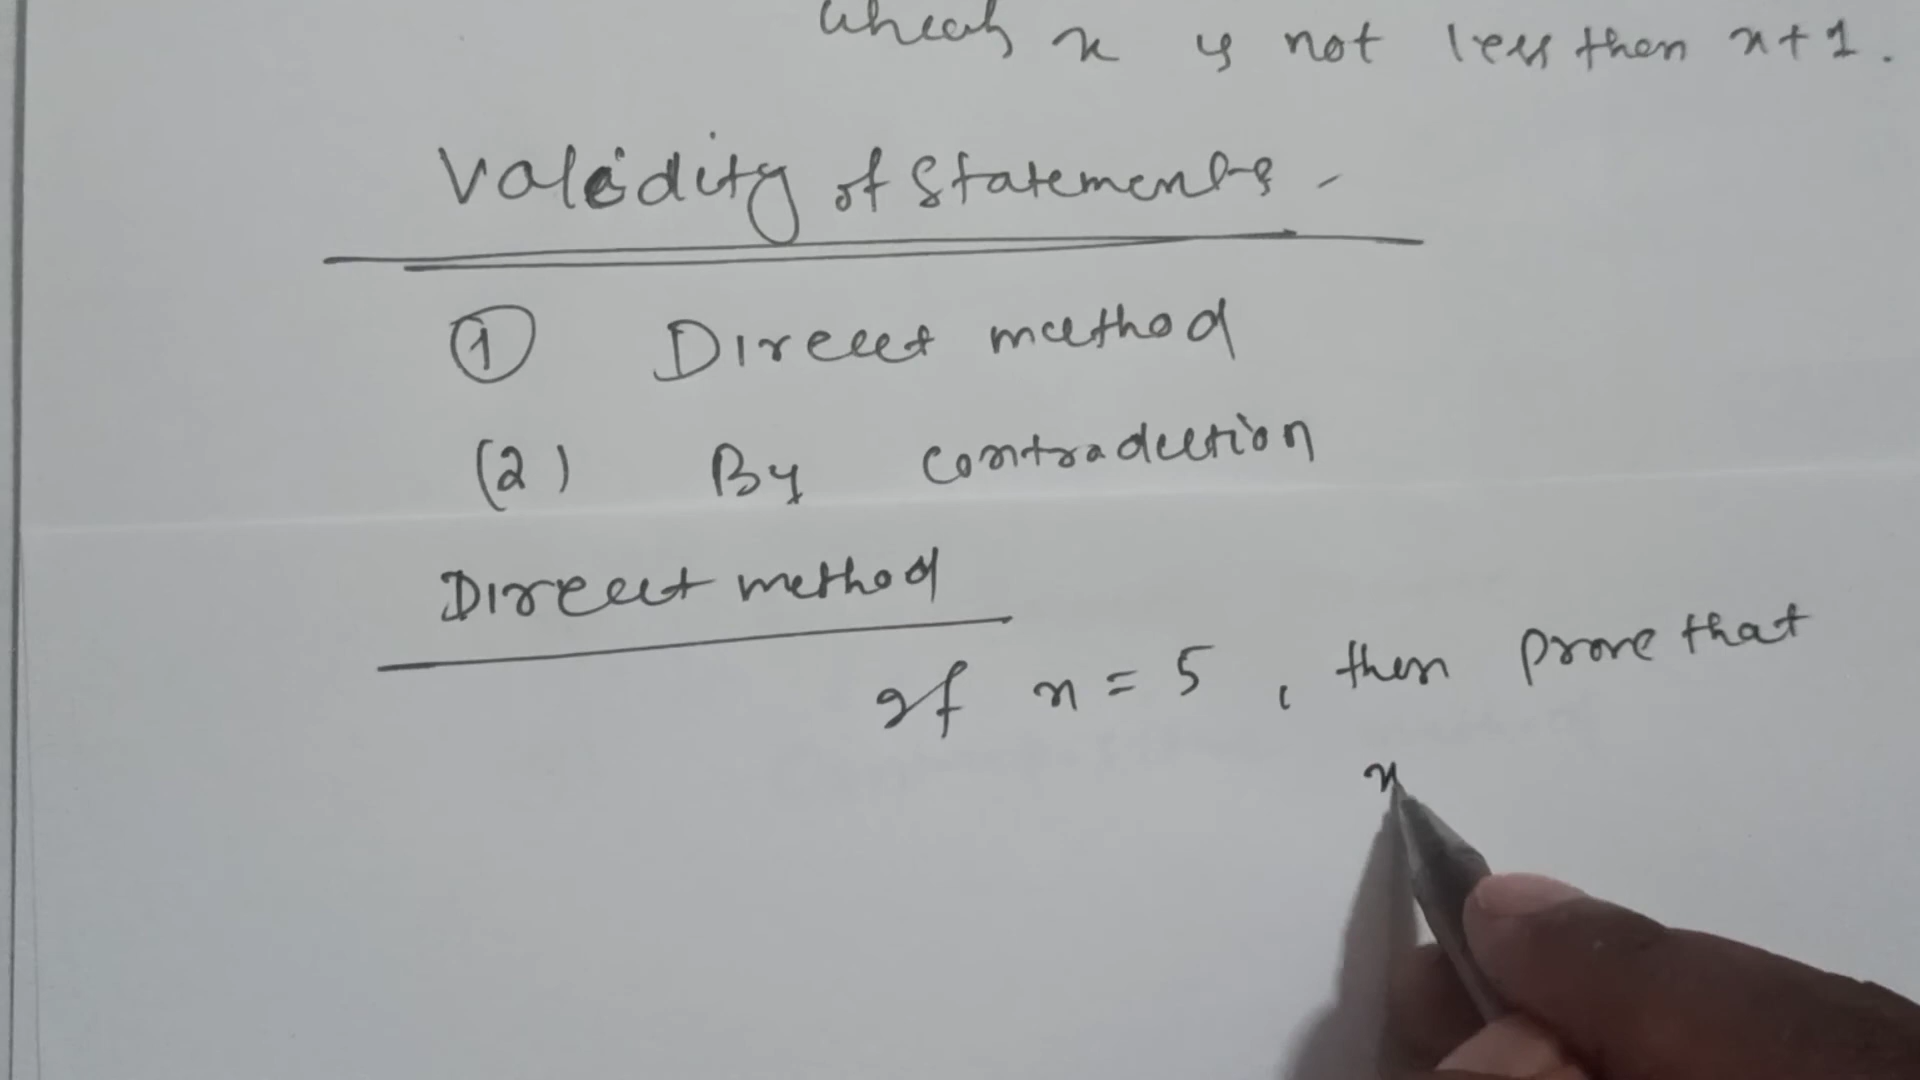 x is not less then x + 1 .
Validity of Statements -
1 Direct method
(2) By contradiction
Direct method
If x = 5 , then prove that
x